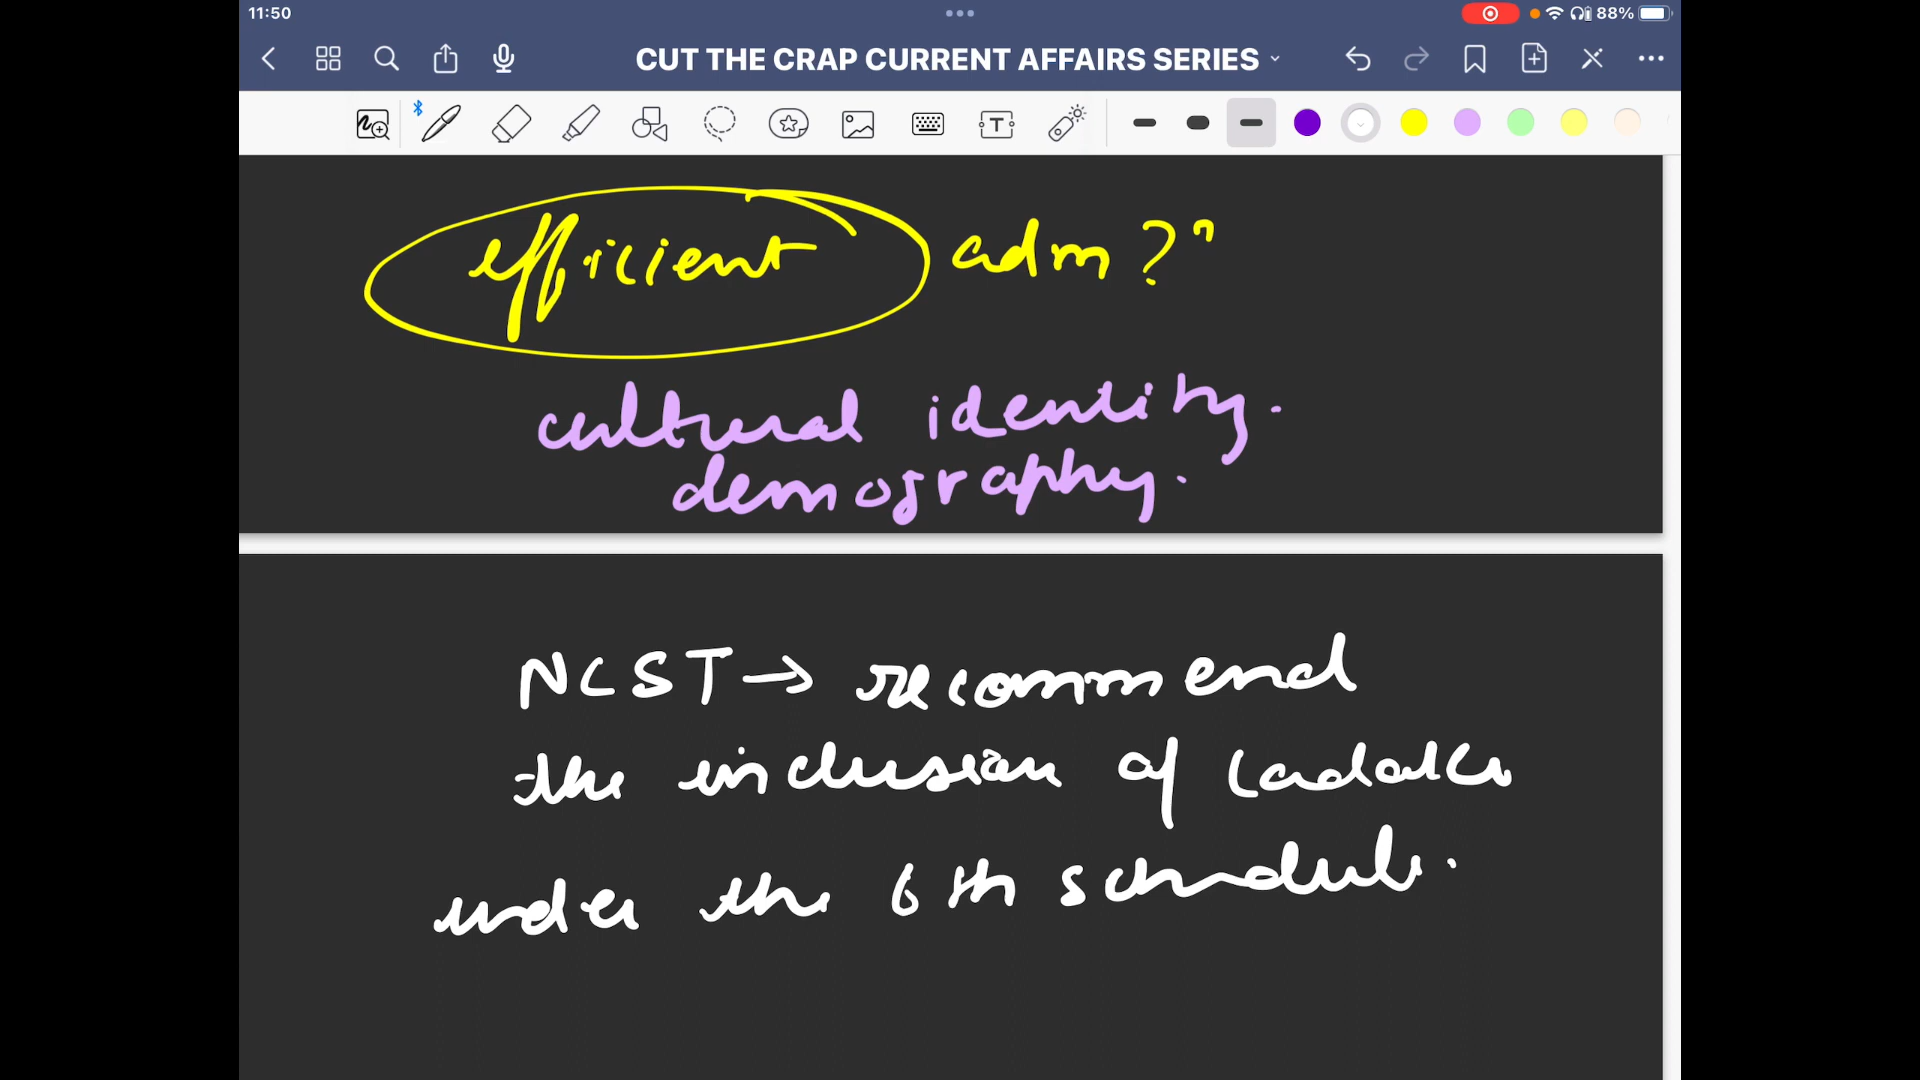 11:50
88%
CUT THE CRAP CURRENT AFFAIRS SERIES
efficient adm ?"
cultural identity.
demography.
NCST → recommend
the inclusion of Ladakh
under the 6th schedule.